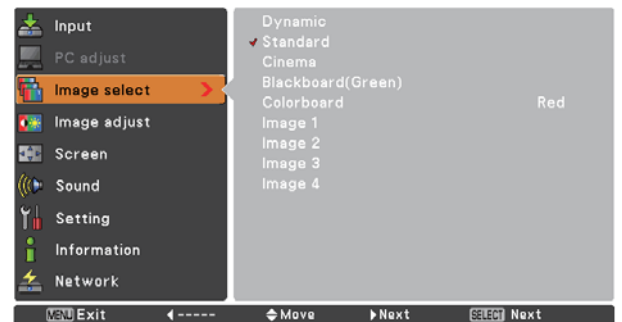 Input
PC adjust
Image select
Image adjust
Screen
Sound
Setting
Information
Network
Dynamic
Standard
Cinema
Blackboard(Green)
Colorboard Red
Image 1
Image 2
Image 3
Image 4
MENU Exit ----- Move Next SELECT Next